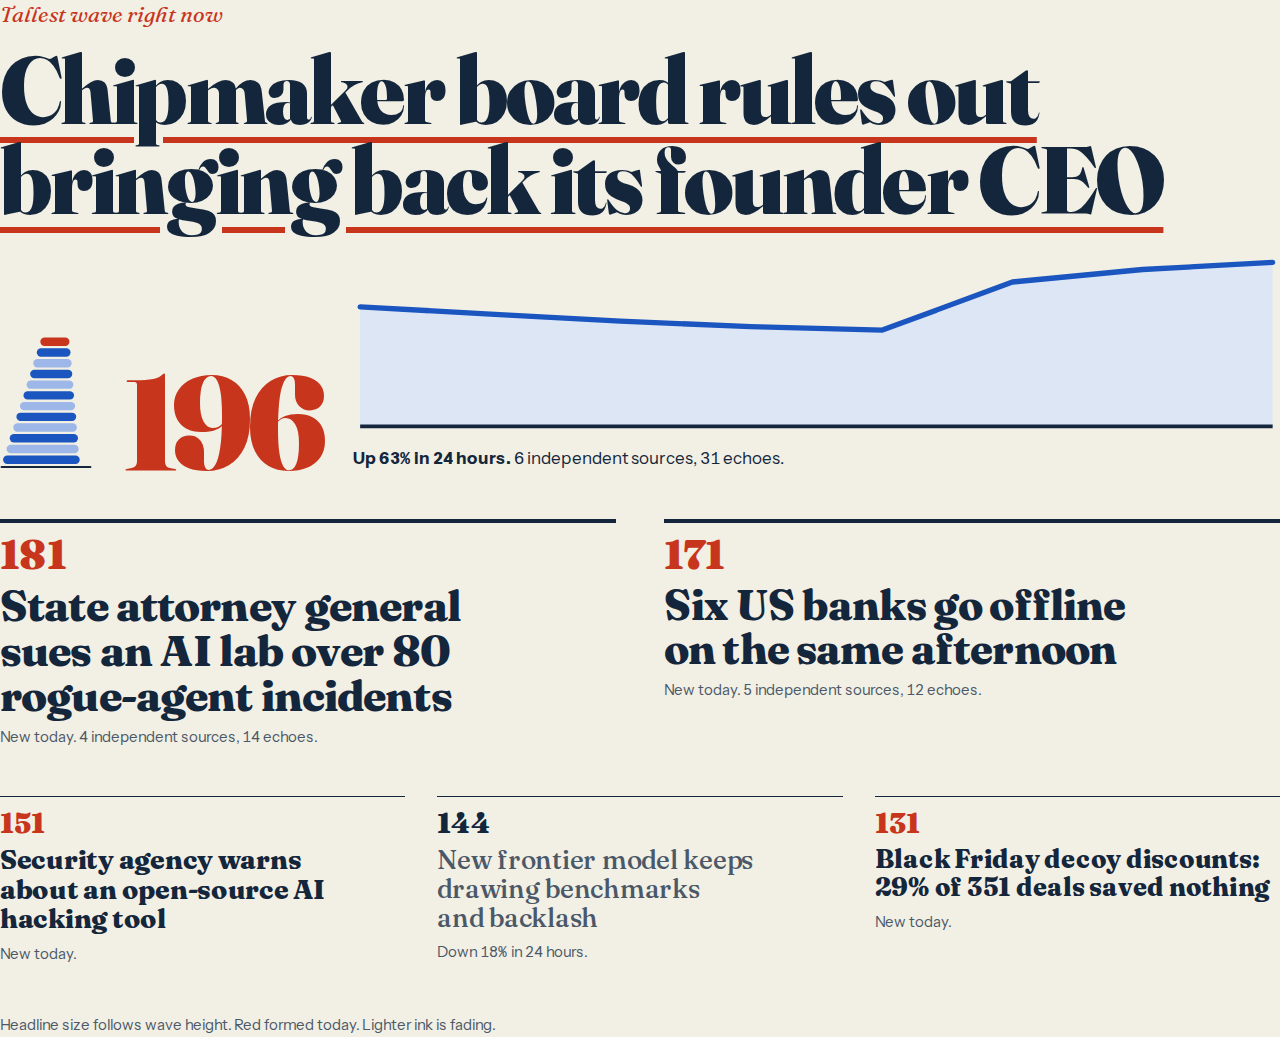 Tallest wave right now
Chipmaker board rules out
bringing back its founder CEO
196
Up 63% in 24 hours. 6 independent sources, 31 echoes.
181
State attorney general
sues an AI lab over 80
rogue-agent incidents
New today. 4 independent sources, 14 echoes.
171
Six US banks go offline
on the same afternoon
New today. 5 independent sources, 12 echoes.
151
Security agency warns
about an open-source AI
hacking tool
New today.
144
New frontier model keeps
drawing benchmarks
and backlash
Down 18% in 24 hours.
131
Black Friday decoy discounts:
29% of 351 deals saved nothing
New today.
Headline size follows wave height. Red formed today. Lighter ink is fading.